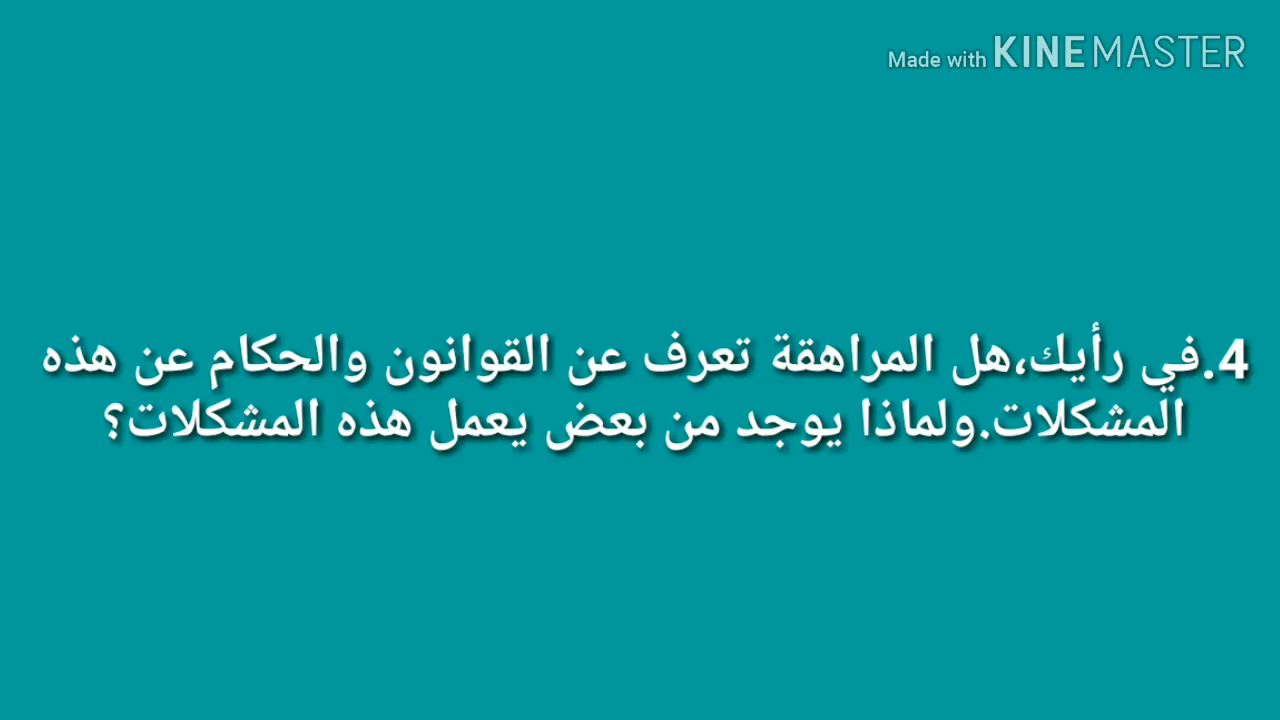 Made with KINEMASTER
4.في رأيك،هل المراهقة تعرف عن القوانون والحكام عن هذه
المشكلات.ولماذا يوجد من بعض يعمل هذه المشكلات؟